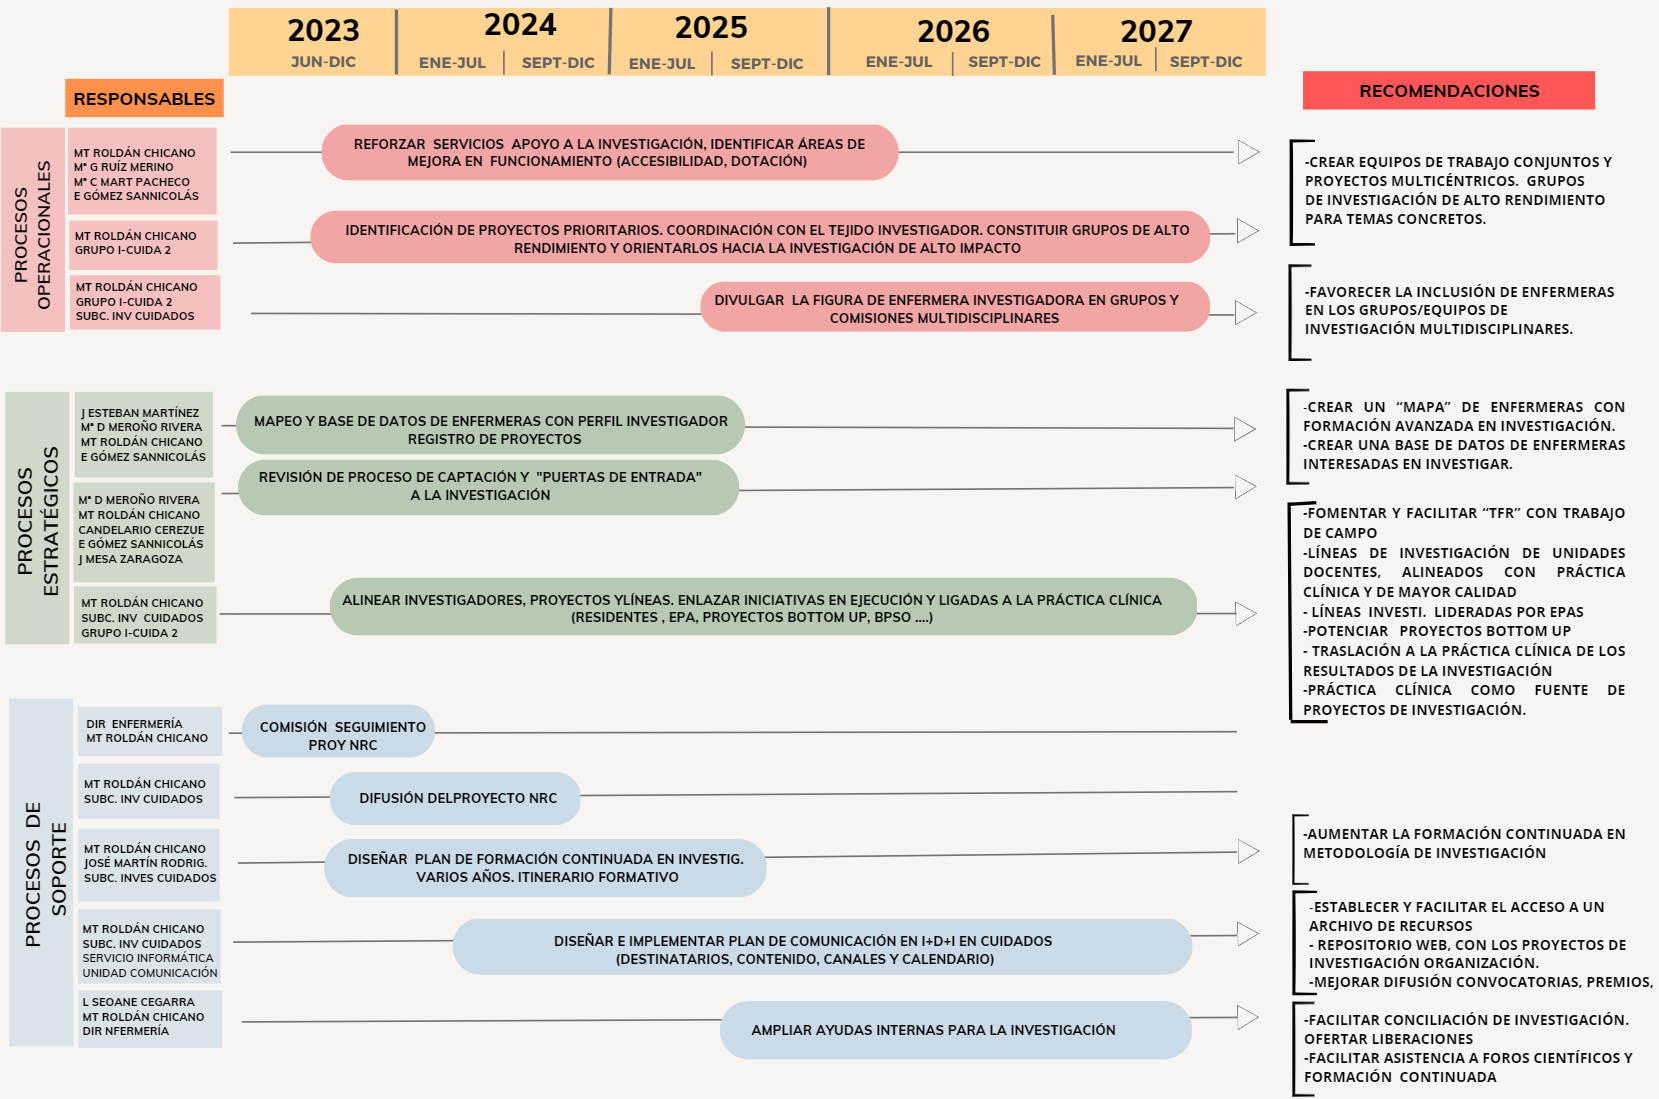 2023
2024
2025
2026
2027
JUN-DIC
ENE-JUL
SEPT-DIC
ENE-JUL
SEPT-DIC
ENE-JUL
SEPT-DIC
ENE-JUL
SEPT-DIC
RESPONSABLES
RECOMENDACIONES
PROCESOS
OPERACIONALES
MT ROLDÁN CHICANO
Mª G RUÍZ MERINO
Mª C MART PACHECO
E GÓMEZ SANNICOLÁS
REFORZAR SERVICIOS APOYO A LA INVESTIGACIÓN, IDENTIFICAR ÁREAS DE
MEJORA EN FUNCIONAMIENTO (ACCESIBILIDAD, DOTACIÓN)
-CREAR EQUIPOS DE TRABAJO CONJUNTOS Y
PROYECTOS MULTICÉNTRICOS. GRUPOS
DE INVESTIGACIÓN DE ALTO RENDIMIENTO
PARA TEMAS CONCRETOS.
MT ROLDÁN CHICANO
GRUPO I-CUIDA 2
IDENTIFICACIÓN DE PROYECTOS PRIORITARIOS. COORDINACIÓN CON EL TEJIDO INVESTIGADOR. CONSTITUIR GRUPOS DE ALTO
RENDIMIENTO Y ORIENTARLOS HACIA LA INVESTIGACIÓN DE ALTO IMPACTO
MT ROLDÁN CHICANO
GRUPO I-CUIDA 2
SUBC. INV CUIDADOS
DIVULGAR LA FIGURA DE ENFERMERA INVESTIGADORA EN GRUPOS Y
COMISIONES MULTIDISCIPLINARES
-FAVORECER LA INCLUSIÓN DE ENFERMERAS
EN LOS GRUPOS/EQUIPOS DE
INVESTIGACIÓN MULTIDISCIPLINARES.
PROCESOS
ESTRATÉGICOS
J ESTEBAN MARTÍNEZ
Mª D MEROÑO RIVERA
MT ROLDÁN CHICANO
E GÓMEZ SANNICOLÁS
MAPEO Y BASE DE DATOS DE ENFERMERAS CON PERFIL INVESTIGADOR
REGISTRO DE PROYECTOS
-CREAR UN “MAPA” DE ENFERMERAS CON
FORMACIÓN AVANZADA EN INVESTIGACIÓN.
-CREAR UNA BASE DE DATOS DE ENFERMERAS
INTERESADAS EN INVESTIGAR.
Mª D MEROÑO RIVERA
MT ROLDÁN CHICANO
CANDELARIO CEREZUE
E GÓMEZ SANNICOLÁS
J MESA ZARAGOZA
REVISIÓN DE PROCESO DE CAPTACIÓN Y "PUERTAS DE ENTRADA"
A LA INVESTIGACIÓN
-FOMENTAR Y FACILITAR “TFR” CON TRABAJO
DE CAMPO
-LÍNEAS DE INVESTIGACIÓN DE UNIDADES
DOCENTES, ALINEADOS CON PRÁCTICA
CLÍNICA Y DE MAYOR CALIDAD
- LÍNEAS INVESTI. LIDERADAS POR EPAS
-POTENCIAR PROYECTOS BOTTOM UP
- TRASLACIÓN A LA PRÁCTICA CLÍNICA DE LOS
RESULTADOS DE LA INVESTIGACIÓN
-PRÁCTICA CLÍNICA COMO FUENTE DE
PROYECTOS DE INVESTIGACIÓN.
MT ROLDÁN CHICANO
SUBC. INV CUIDADOS
GRUPO I-CUIDA 2
ALINEAR INVESTIGADORES, PROYECTOS YLÍNEAS. ENLAZAR INICIATIVAS EN EJECUCIÓN Y LIGADAS A LA PRÁCTICA CLÍNICA
(RESIDENTES , EPA, PROYECTOS BOTTOM UP, BPSO ....)
PROCESOS DE
SOPORTE
DIR ENFERMERÍA
MT ROLDÁN CHICANO
COMISIÓN SEGUIMIENTO
PROY NRC
MT ROLDÁN CHICANO
SUBC. INV CUIDADOS
DIFUSIÓN DELPROYECTO NRC
MT ROLDÁN CHICANO
JOSÉ MARTÍN RODRIG.
SUBC. INVES CUIDADOS
DISEÑAR PLAN DE FORMACIÓN CONTINUADA EN INVESTIG.
VARIOS AÑOS. ITINERARIO FORMATIVO
-AUMENTAR LA FORMACIÓN CONTINUADA EN
METODOLOGÍA DE INVESTIGACIÓN
MT ROLDÁN CHICANO
SUBC. INV CUIDADOS
SERVICIO INFORMÁTICA
UNIDAD COMUNICACIÓN
DISEÑAR E IMPLEMENTAR PLAN DE COMUNICACIÓN EN I+D+I EN CUIDADOS
(DESTINATARIOS, CONTENIDO, CANALES Y CALENDARIO)
-ESTABLECER Y FACILITAR EL ACCESO A UN
ARCHIVO DE RECURSOS
- REPOSITORIO WEB, CON LOS PROYECTOS DE
INVESTIGACIÓN ORGANIZACIÓN.
-MEJORAR DIFUSIÓN CONVOCATORIAS, PREMIOS,
L SEOANE CEGARRA
MT ROLDÁN CHICANO
DIR NFERMERÍA
AMPLIAR AYUDAS INTERNAS PARA LA INVESTIGACIÓN
-FACILITAR CONCILIACIÓN DE INVESTIGACIÓN.
OFERTAR LIBERACIONES
-FACILITAR ASISTENCIA A FOROS CIENTÍFICOS Y
FORMACIÓN CONTINUADA